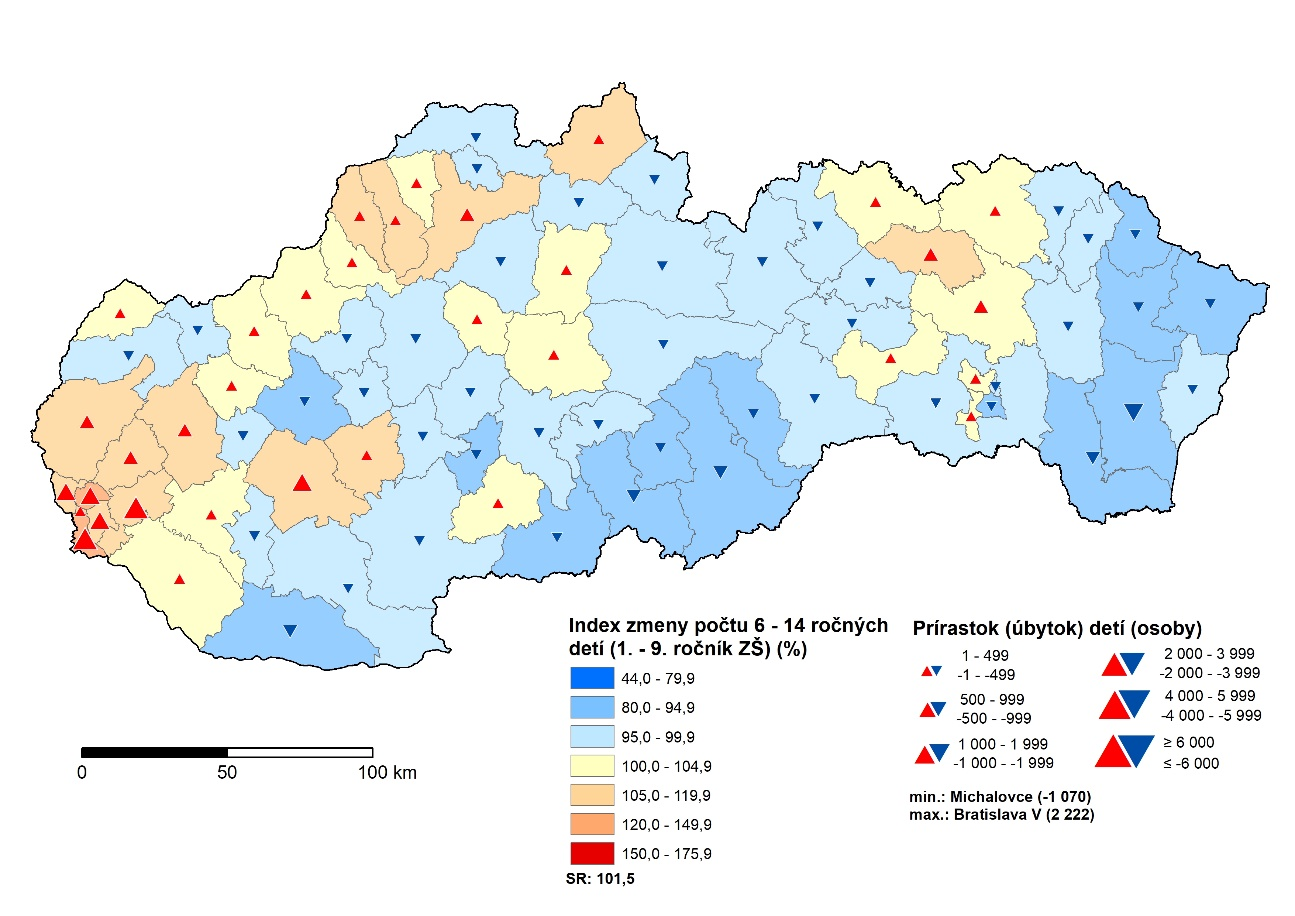 Index zmeny počtu 6 - 14 ročných
detí (1. - 9. ročník ZŠ) (%)
44,0 - 79,9
80,0 - 94,9
95,0 - 99,9
100,0 - 104,9
105,0 - 119,9
120,0 - 149,9
150,0 - 175,9
SR: 101,5
Prírastok (úbytok) detí (osoby)
1 - 499
-1 - -499
500 - 999
-500 - -999
1 000 - 1 999
-1 000 - -1 999
2 000 - 3 999
-2 000 - -3 999
4 000 - 5 999
-4 000 - -5 999
≥ 6 000
≤ -6 000
min.: Michalovce (-1 070)
max.: Bratislava V (2 222)
0 50 100 km